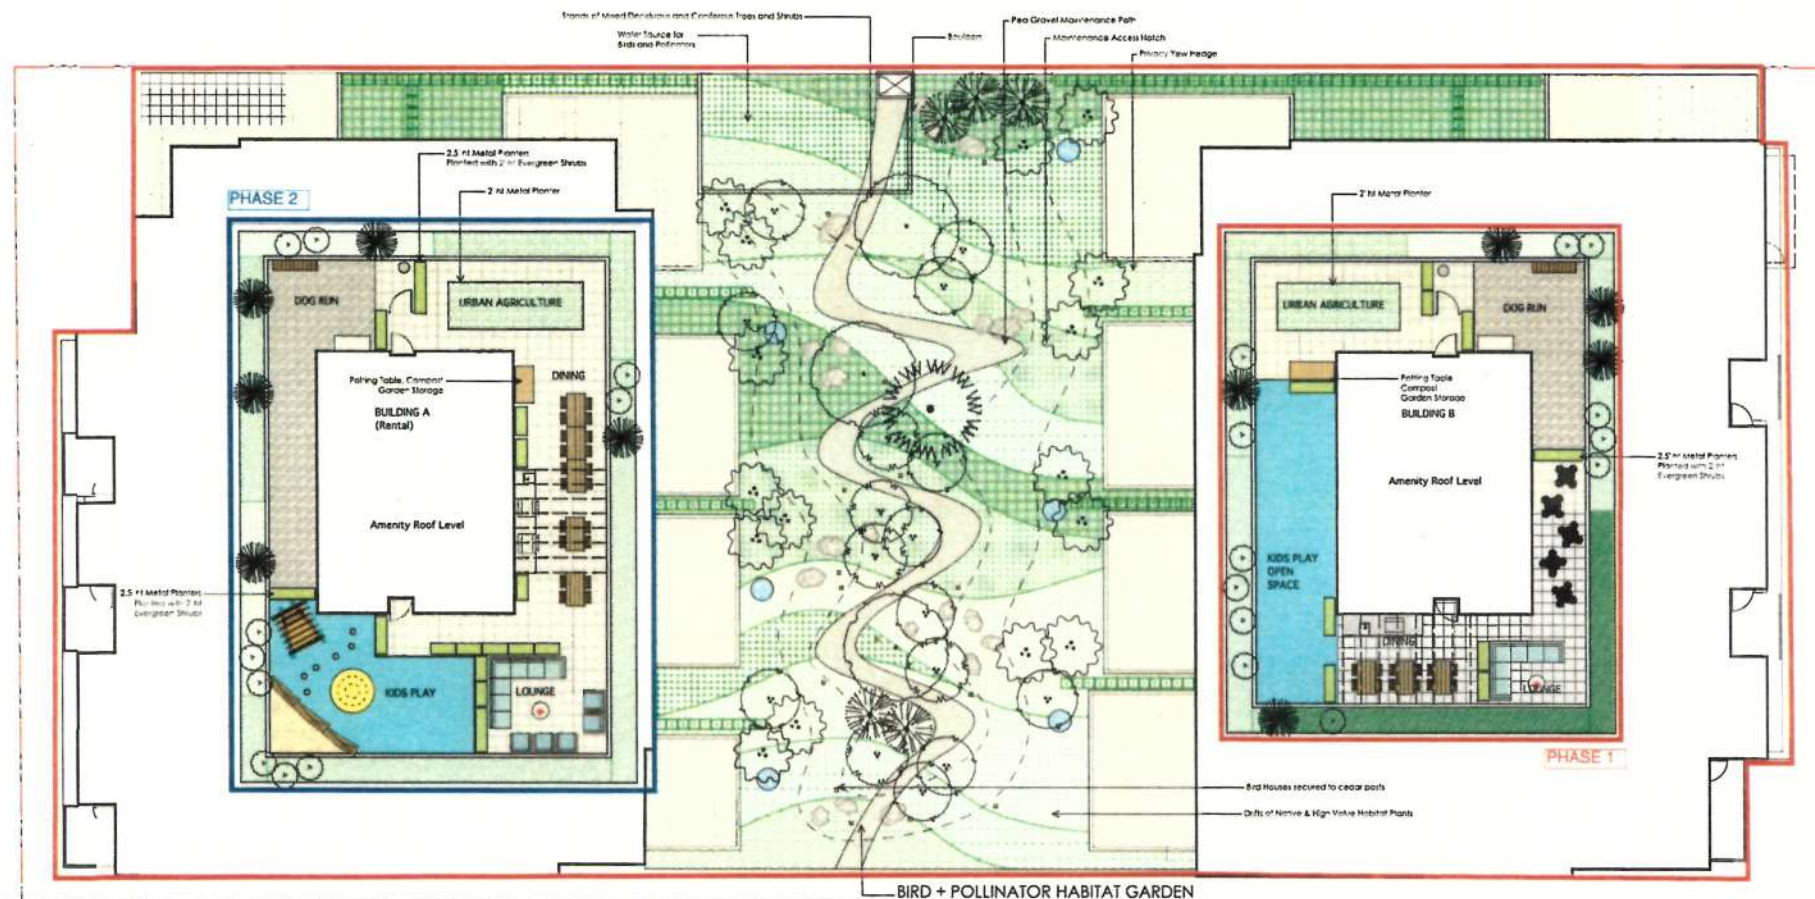 Stands of Mixed Deciduous and Coniferous Trees and Shrubs
Water Source for
Birds and Pollinators
Boulders
Pea Gravel Maintenance Path
Maintenance Access Hatch
Privacy Yew Hedge
2.5' ht Metal Planters
Planted with 2' ht Evergreen Shrubs
PHASE 2
2' ht Metal Planter
DOG RUN
URBAN AGRICULTURE
Potting Table, Compost
Garden Storage
DINING
BUILDING A
(Rental)
Amenity Roof Level
2.5' ht Metal Planters
Planted with 2' ht
Evergreen Shrubs
KIDS PLAY
LOUNGE
2' ht Metal Planter
URBAN AGRICULTURE
DOG RUN
Potting Table
Compost
Garden Storage
BUILDING B
2.5' ht Metal Planters
Planted with 2' ht
Evergreen Shrubs
Amenity Roof Level
KIDS PLAY
OPEN
SPACE
DINING
LOUNGE
PHASE 1
Bird Houses secured to cedar posts
Drifts of Native & High Value Habitat Plants
BIRD + POLLINATOR HABITAT GARDEN